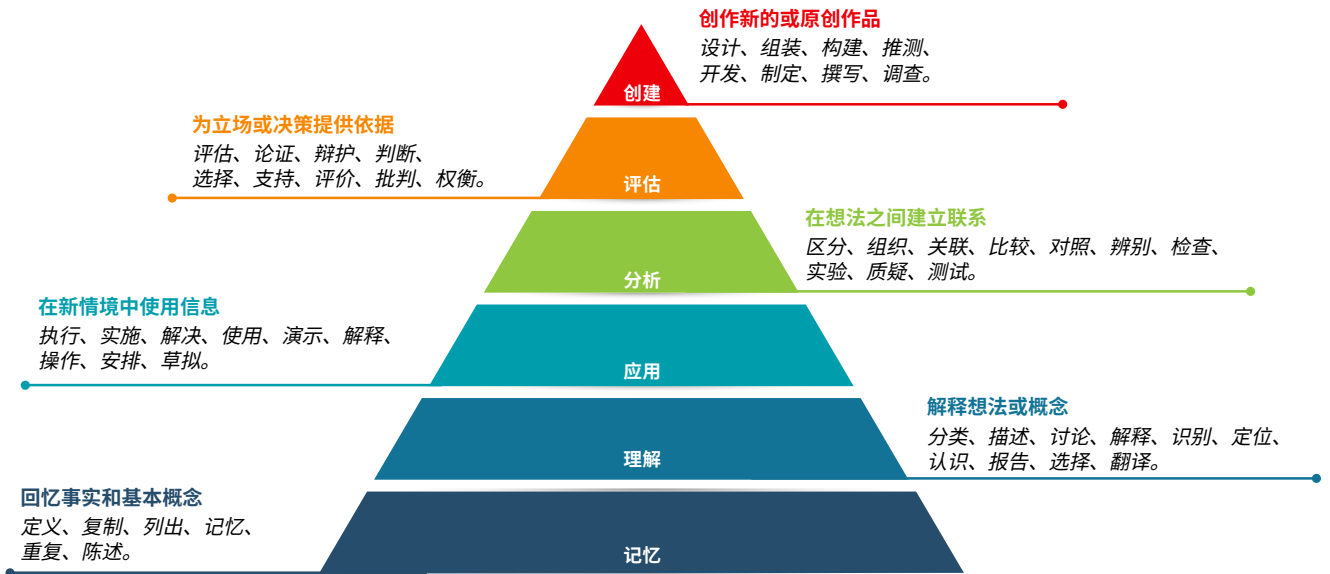 创作新的或原创作品
设计、组装、构建、推测、
开发、制定、撰写、调查。
创建
为立场或决策提供依据
评估、论证、辩护、判断、
选择、支持、评价、批判、权衡。
评估
在想法之间建立联系
区分、组织、关联、比较、对照、辨别、检查、
实验、质疑、测试。
分析
在新情境中使用信息
执行、实施、解决、使用、演示、解释、
操作、安排、草拟。
应用
解释想法或概念
分类、描述、讨论、解释、识别、定位、
认识、报告、选择、翻译。
理解
回忆事实和基本概念
定义、复制、列出、记忆、
重复、陈述。
记忆